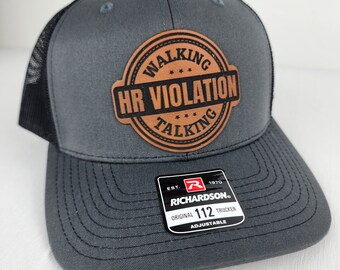 WALKING
HR VIOLATION
TALKING
EST. R 1970
RICHARDSON®
ORIGINAL 112 TRUCKER
ADJUSTABLE